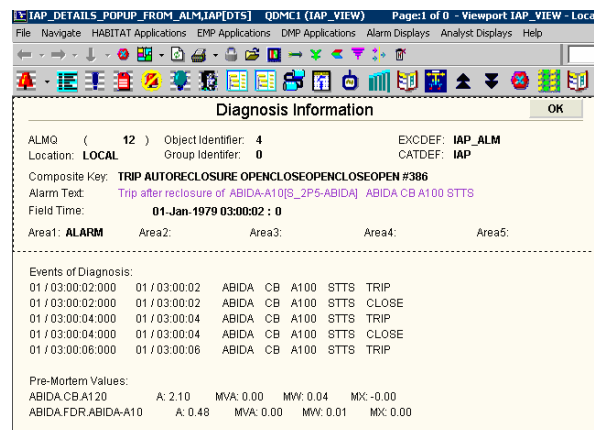 IAP_DETAILS_POPUP_FROM_ALM,IAP[DTS] QDMC1 (IAP_VIEW) Page:1 of 0 - Viewport IAP_VIEW - Loca
File Navigate HABITAT Applications EMP Applications DMP Applications Alarm Displays Analyst Displays Help
Diagnosis Information OK
ALMQ ( 12 ) Object Identifier: 4 EXCDEF: IAP_ALM
Location: LOCAL Group Identifer: 0 CATDEF: IAP
Composite Key: TRIP AUTORECLOSURE OPENCLOSEOPENCLOSEOPEN #386
Alarm Text: Trip after reclosure of ABIDA-A10[S_2P5-ABIDA] ABIDA CB A100 STTS
Field Time: 01-Jan-1979 03:00:02 : 0
Area1: ALARM Area2: Area3: Area4: Area5:
Events of Diagnosis:
01 / 03:00:02:000 01 / 03:00:02 ABIDA CB A100 STTS TRIP
01 / 03:00:02:000 01 / 03:00:02 ABIDA CB A100 STTS CLOSE
01 / 03:00:04:000 01 / 03:00:04 ABIDA CB A100 STTS TRIP
01 / 03:00:04:000 01 / 03:00:04 ABIDA CB A100 STTS CLOSE
01 / 03:00:06:000 01 / 03:00:06 ABIDA CB A100 STTS TRIP
Pre-Mortem Values:
ABIDA.CB.A120 A: 2.10 MVA: 0.00 MW: 0.04 MX: -0.00
ABIDA.FDR.ABIDA-A10 A: 0.48 MVA: 0.00 MW: 0.01 MX: 0.00